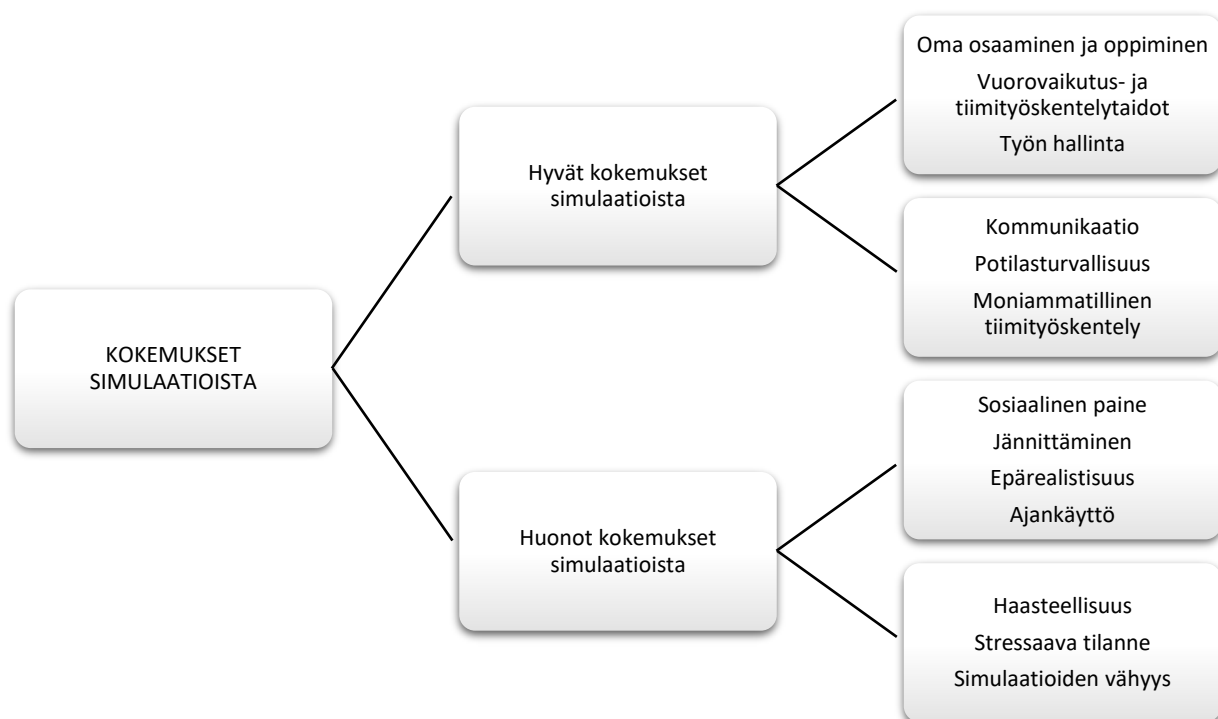 KOKEMUKSET
SIMULAATIOISTA
Hyvät kokemukset
simulaatioista
Oma osaaminen ja oppiminen
Vuorovaikutus- ja
tiimityöskentelytaidot
Työn hallinta
Kommunikaatio
Potilasturvallisuus
Moniammatillinen
tiimityöskentely
Huonot kokemukset
simulaatioista
Sosiaalinen paine
Jännittäminen
Epärealistisuus
Ajankäyttö
Haasteellisuus
Stressaava tilanne
Simulaatioiden vähyys